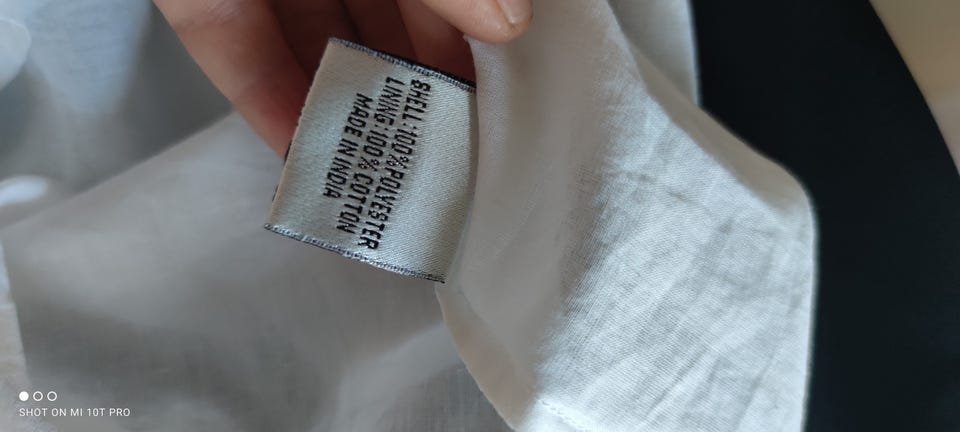 SHELL : 100% POLYESTER
LINING : 100% COTTON
MADE IN INDIA
SHOT ON MI 10T PRO